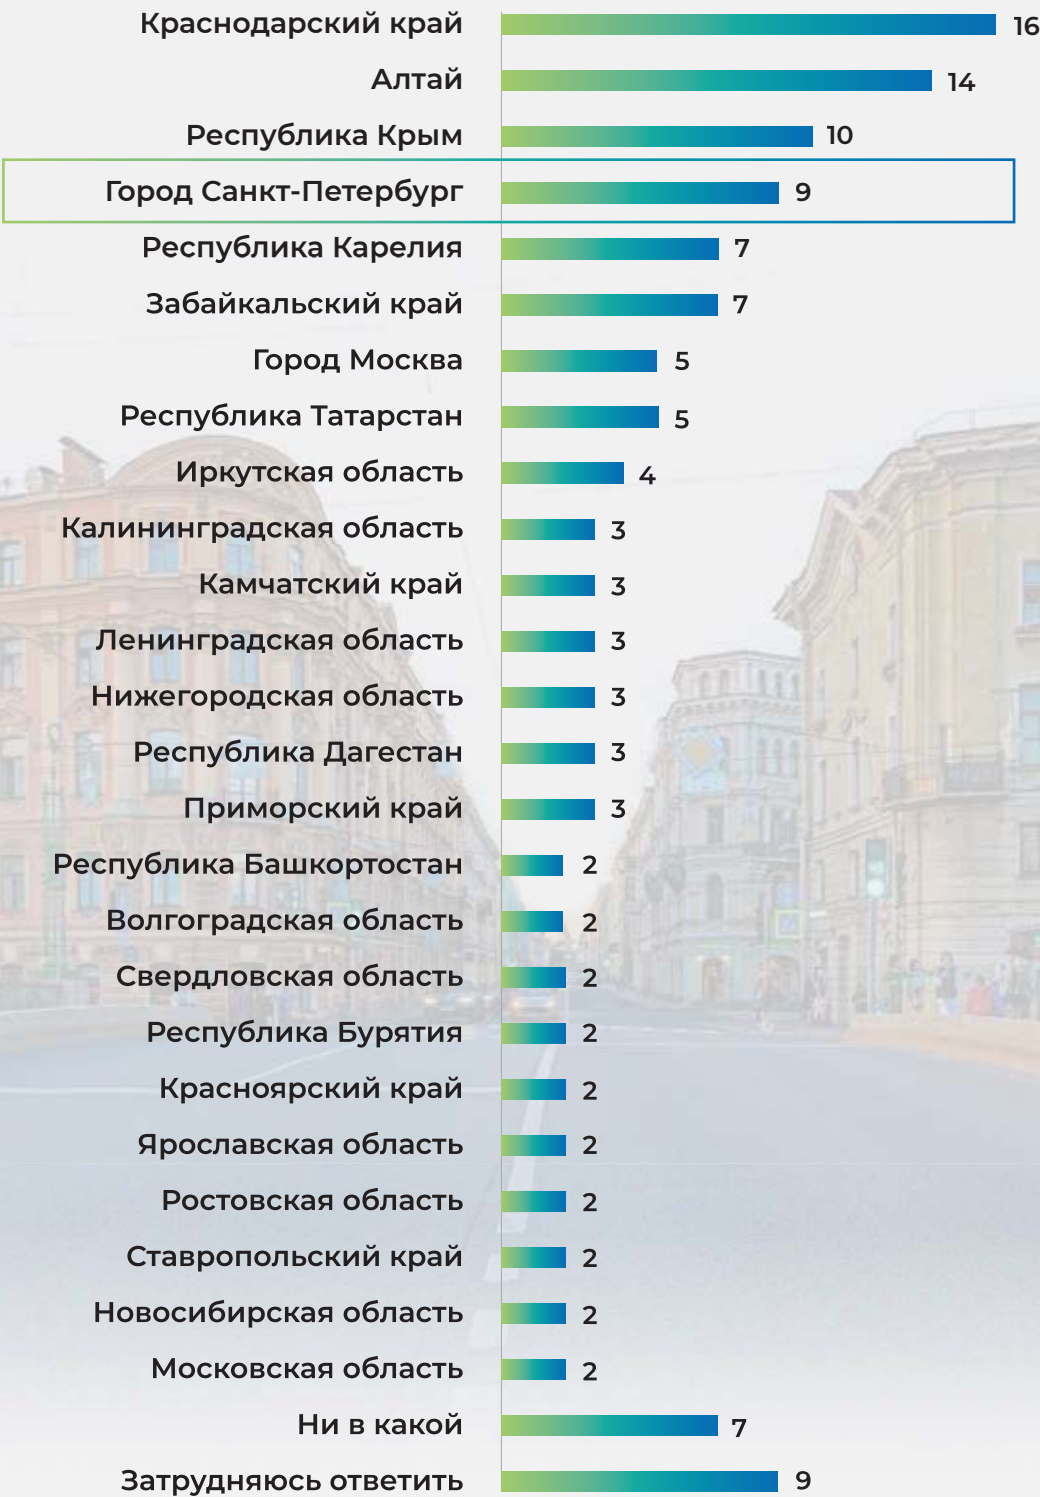 Краснодарский край 16
Алтай 14
Республика Крым 10
Город Санкт-Петербург 9
Республика Карелия 7
Забайкальский край 7
Город Москва 5
Республика Татарстан 5
Иркутская область 4
Калининградская область 3
Камчатский край 3
Ленинградская область 3
Нижегородская область 3
Республика Дагестан 3
Приморский край 3
Республика Башкортостан 2
Волгоградская область 2
Свердловская область 2
Республика Бурятия 2
Красноярский край 2
Ярославская область 2
Ростовская область 2
Ставропольский край 2
Новосибирская область 2
Московская область 2
Ни в какой 7
Затрудняюсь ответить 9